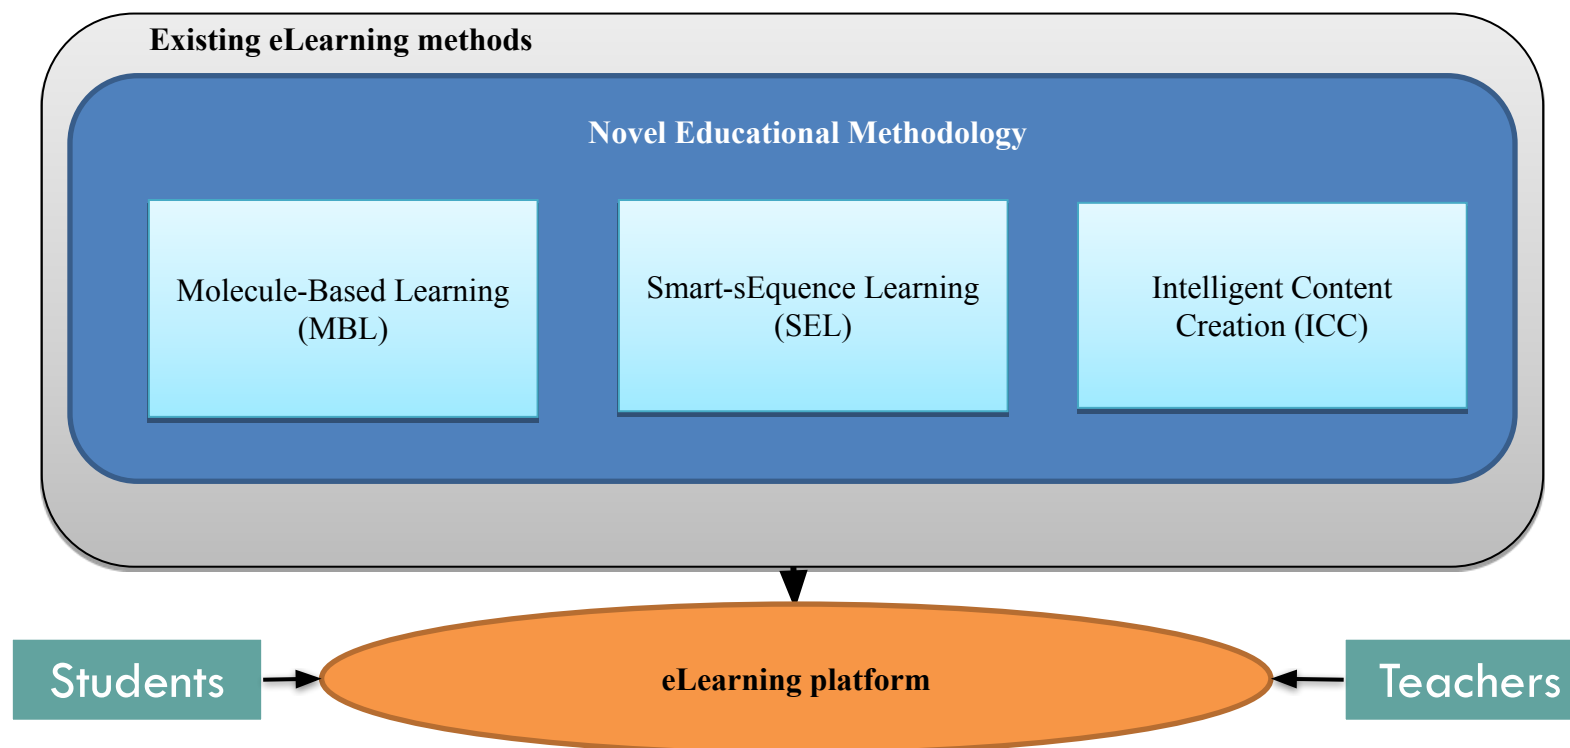 Existing eLearning methods
Novel Educational Methodology
Molecule-Based Learning
(MBL)
Smart-sEquence Learning
(SEL)
Intelligent Content
Creation (ICC)
Students
eLearning platform
Teachers